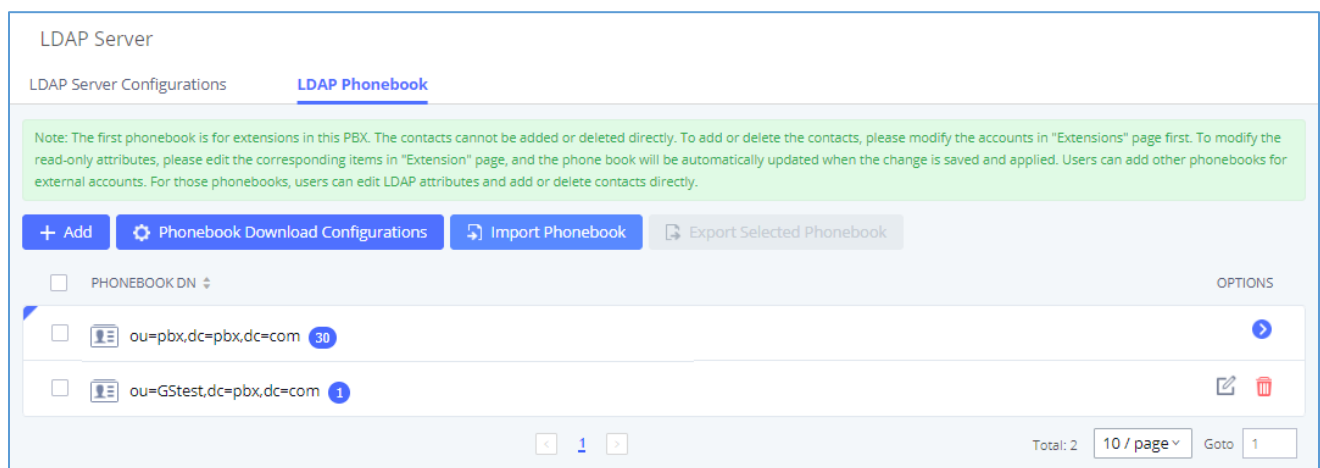 LDAP Server
LDAP Server Configurations LDAP Phonebook
Note: The first phonebook is for extensions in this PBX. The contacts cannot be added or deleted directly. To add or delete the contacts, please modify the accounts in "Extensions" page first. To modify the
read-only attributes, please edit the corresponding items in "Extension" page, and the phone book will be automatically updated when the change is saved and applied. Users can add other phonebooks for
external accounts. For those phonebooks, users can edit LDAP attributes and add or delete contacts directly.
+ Add Phonebook Download Configurations Import Phonebook Export Selected Phonebook
PHONEBOOK DN OPTIONS
ou=pbx,dc=pbx,dc=com 30
ou=GStest,dc=pbx,dc=com 1
< 1 > Total: 2 10 / page Goto 1